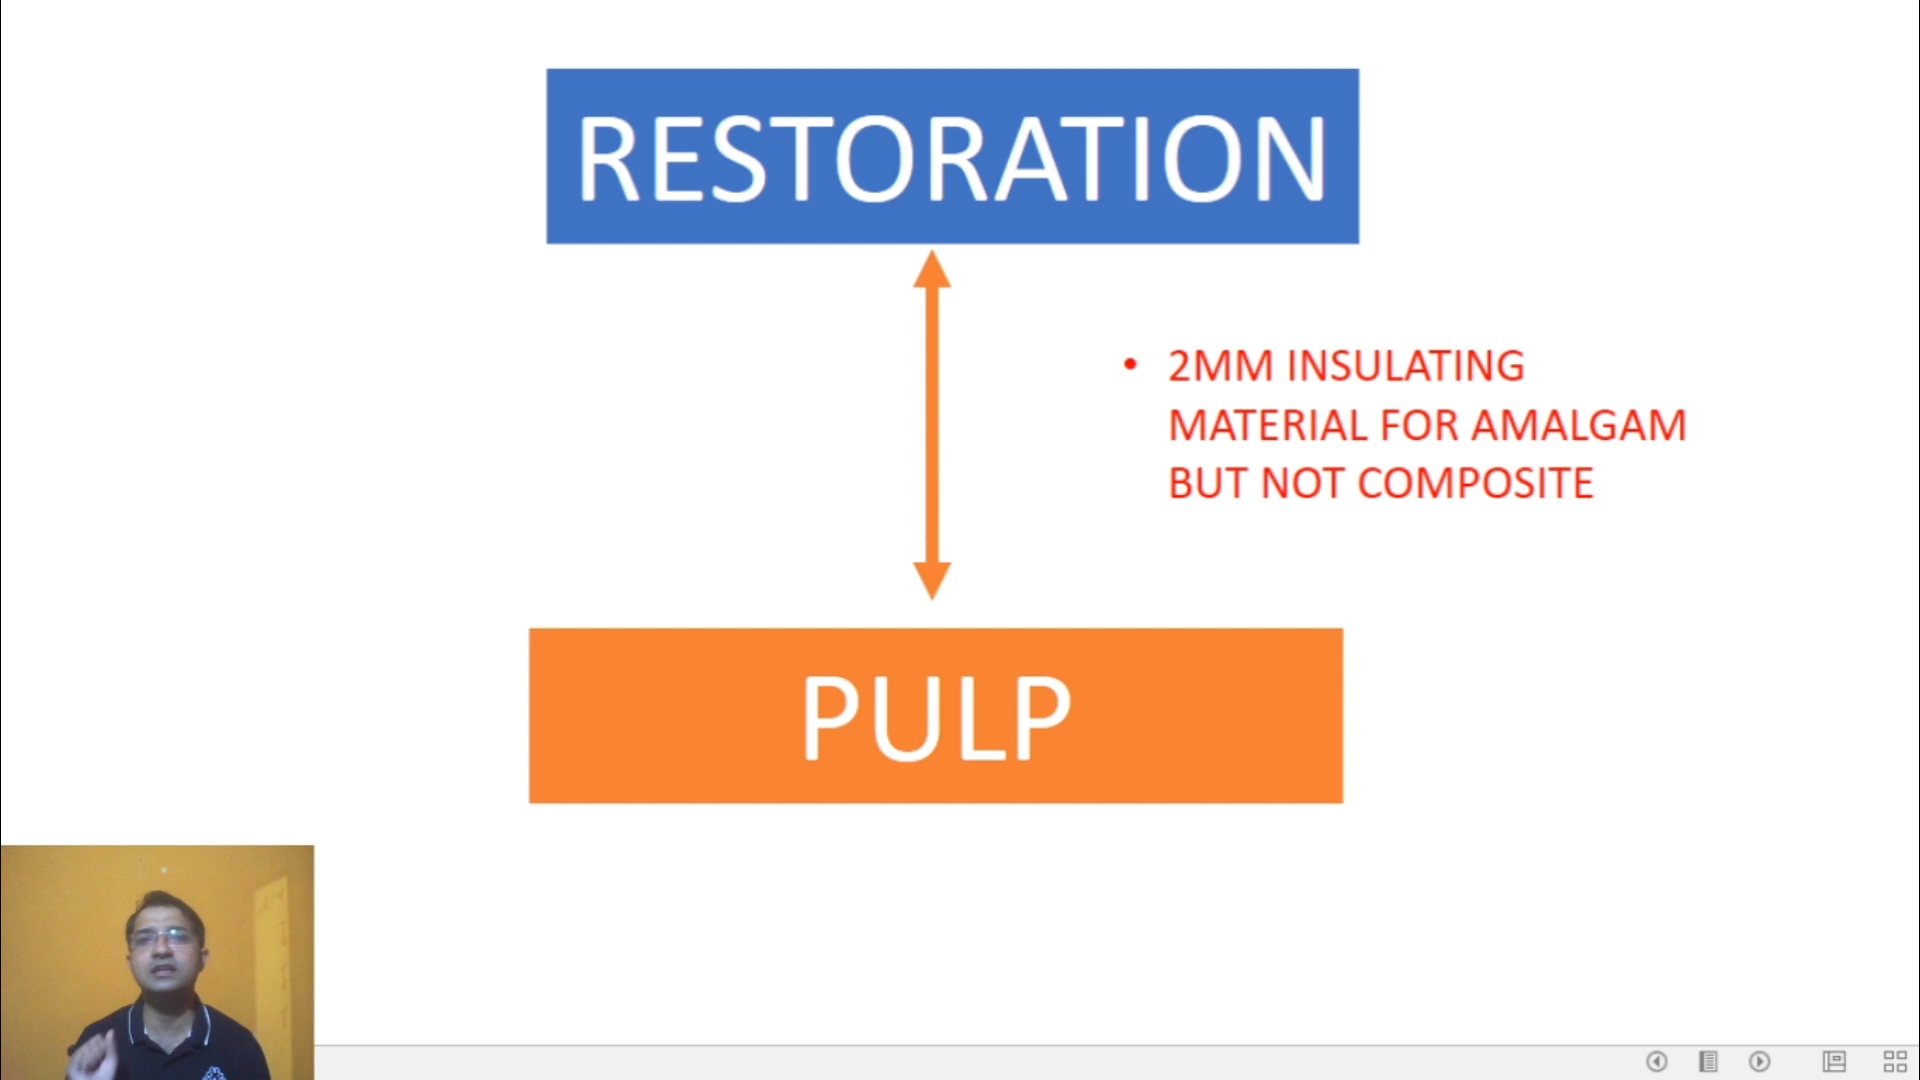 RESTORATION
• 2MM INSULATING
MATERIAL FOR AMALGAM
BUT NOT COMPOSITE
PULP